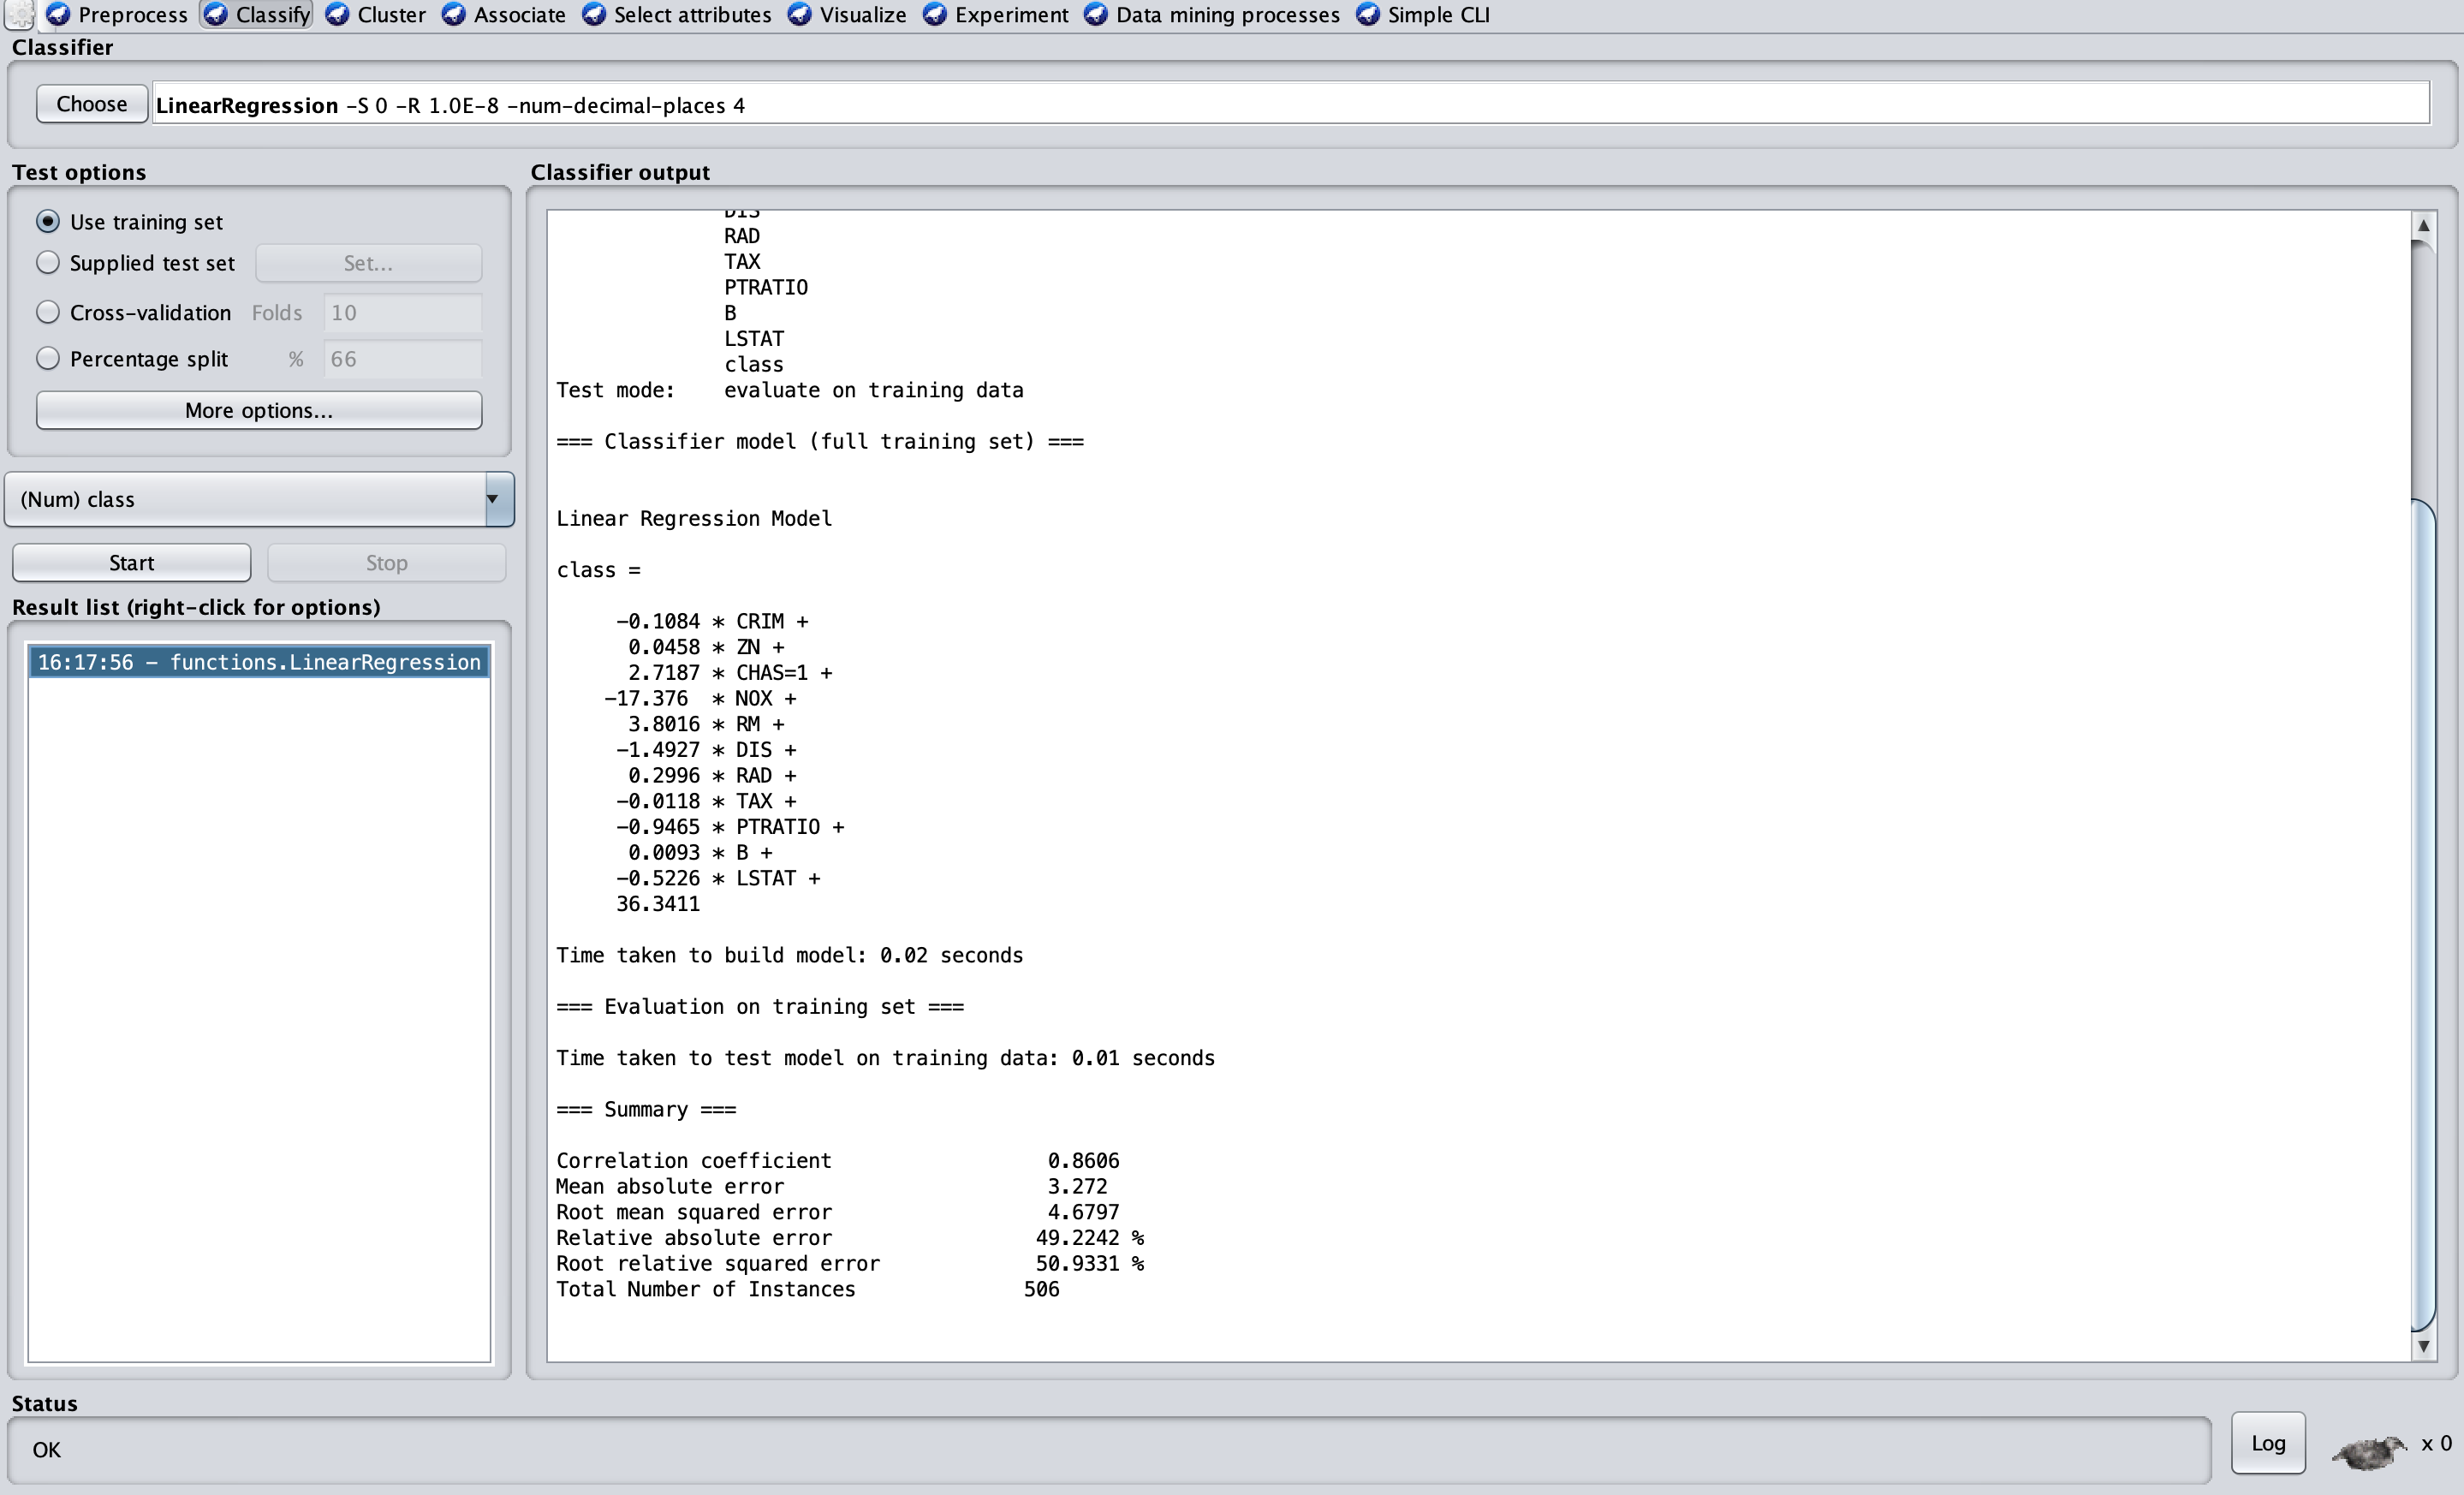 Preprocess Classify Cluster Associate Select attributes Visualize Experiment Data mining processes Simple CLI
Classifier
Choose LinearRegression -S 0 -R 1.0E-8 -num-decimal-places 4
Test options
Use training set
Supplied test set Set...
Cross-validation Folds 10
Percentage split % 66
More options...
(Num) class
Start Stop
Result list (right-click for options)
16:17:56 - functions.LinearRegression
Classifier output
DIS
RAD
TAX
PTRATIO
B
LSTAT
class
Test mode: evaluate on training data
=== Classifier model (full training set) ===
Linear Regression Model
class =
-0.1084 * CRIM +
0.0458 * ZN +
2.7187 * CHAS=1 +
-17.376 * NOX +
3.8016 * RM +
-1.4927 * DIS +
0.2996 * RAD +
-0.0118 * TAX +
-0.9465 * PTRATIO +
0.0093 * B +
-0.5226 * LSTAT +
36.3411
Time taken to build model: 0.02 seconds
=== Evaluation on training set ===
Time taken to test model on training data: 0.01 seconds
=== Summary ===
Correlation coefficient 0.8606
Mean absolute error 3.272
Root mean squared error 4.6797
Relative absolute error 49.2242 %
Root relative squared error 50.9331 %
Total Number of Instances 506
Status
OK
Log x 0